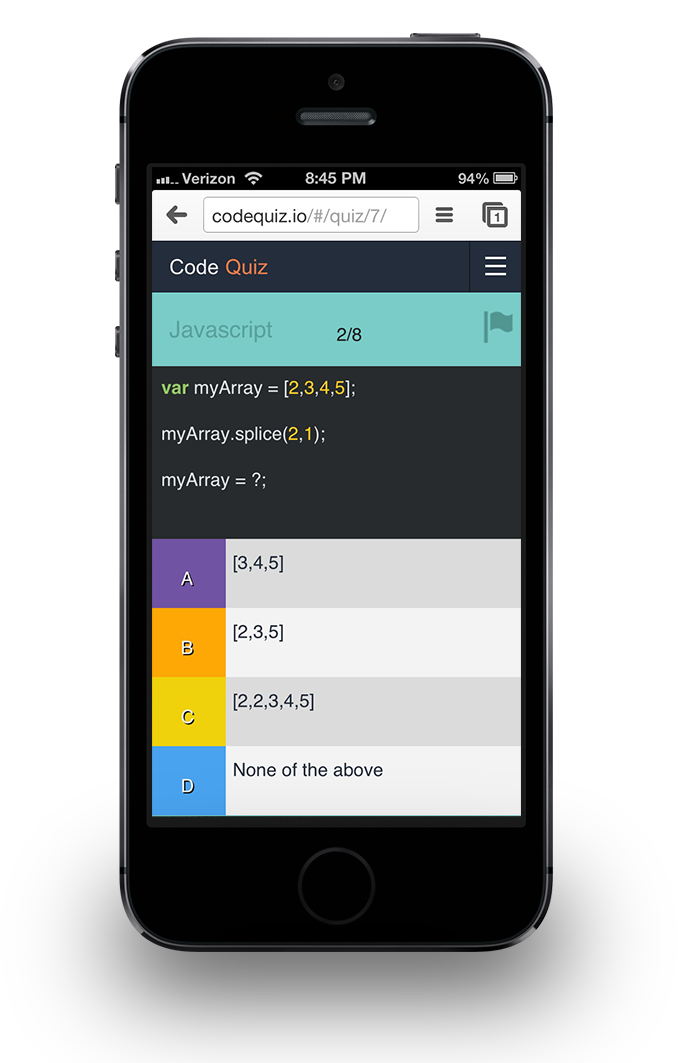 Verizon 8:45 PM 94%
codequiz.io/#/quiz/7/ 1
Code Quiz
Javascript 2/8
var myArray = [2,3,4,5];
myArray.splice(2,1);
myArray = ?;
A [3,4,5]
B [2,3,5]
C [2,2,3,4,5]
D None of the above